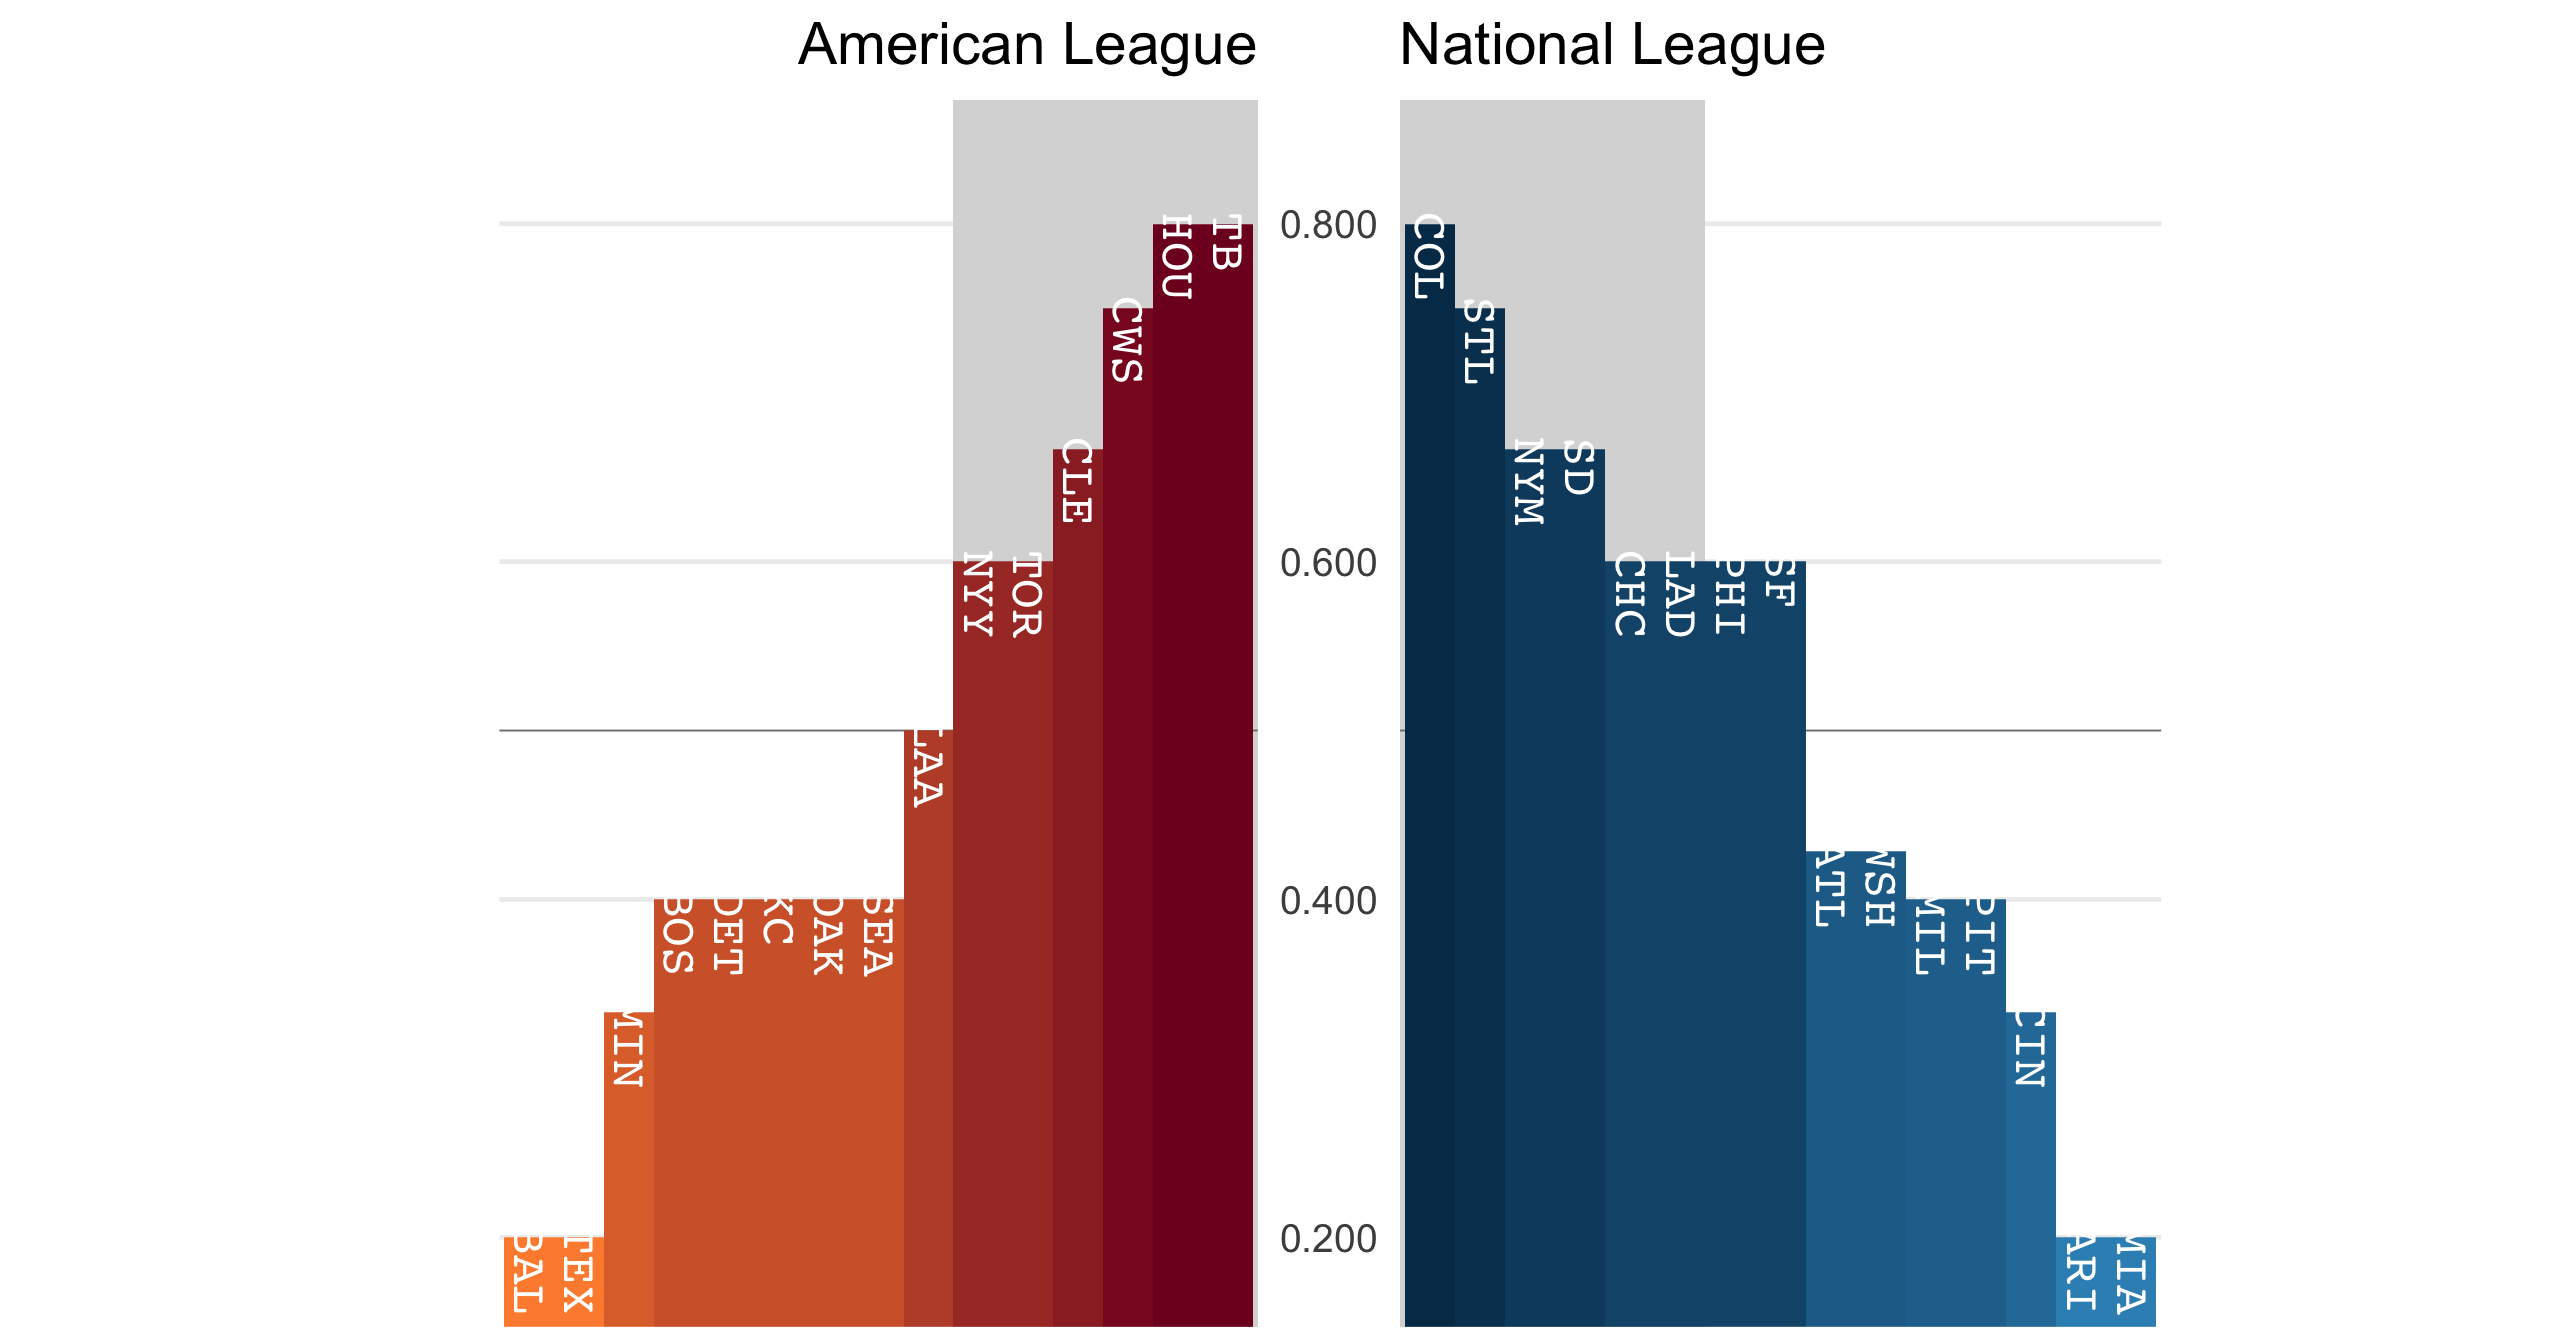 American League
National League
0.800
0.600
0.400
0.200
BAL
TEX
MIN
BOS
DET
KC
OAK
SEA
LAA
NYY
TOR
CLE
CWS
HOU
TB
COL
STL
NYM
SD
CHC
LAD
PHI
SF
ATL
WSH
MIL
PIT
CIN
ARI
MIA